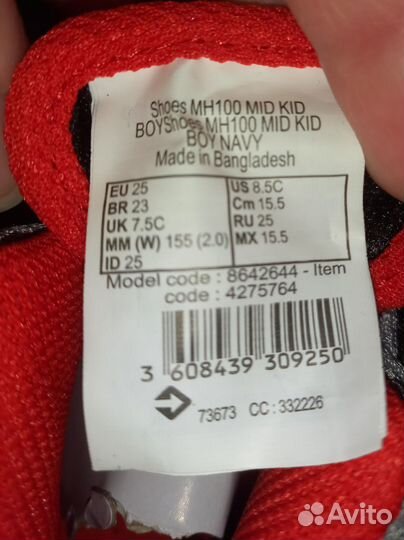 Shoes MH100 MID KID
BOYShoes MH100 MID KID
BOY NAVY
Made in Bangladesh
EU 25
BR 23
UK 7.5C
MM (W) 155 (2.0)
ID 25
US 8.5C
Cm 15.5
RU 25
MX 15.5
Model code : 8642644 - Item
code : 4275764
3 608439 309250
73673 CC : 332226
Avito